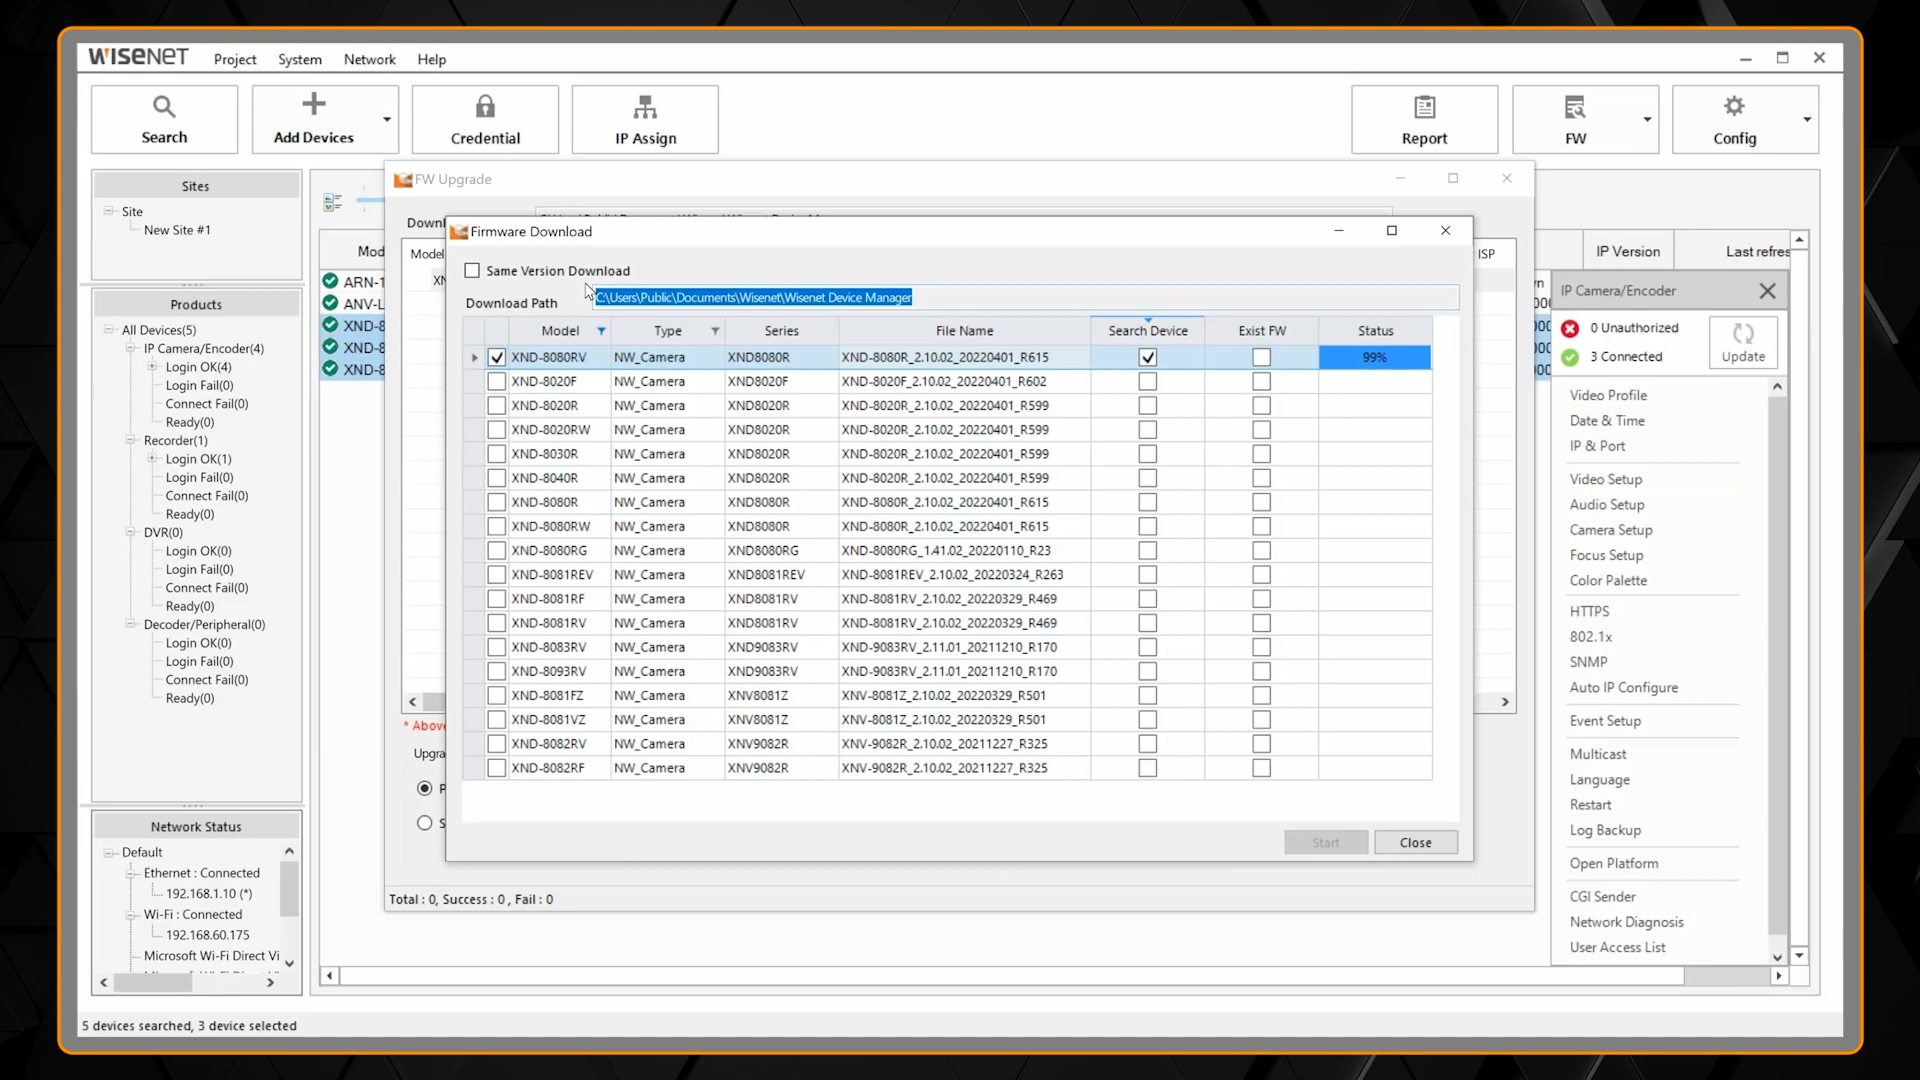 WISENET Project System Network Help
Search
Add Devices
Credential
IP Assign
Report
FW
Config
Sites
Site
New Site #1
Products
All Devices(5)
IP Camera/Encoder(4)
Login OK(4)
Login Fail(0)
Connect Fail(0)
Ready(0)
Recorder(1)
Login OK(1)
Login Fail(0)
Connect Fail(0)
Ready(0)
DVR(0)
Login OK(0)
Login Fail(0)
Connect Fail(0)
Ready(0)
Decoder/Peripheral(0)
Login OK(0)
Login Fail(0)
Connect Fail(0)
Ready(0)
Network Status
Default
Ethernet : Connected
192.168.1.10 (*)
Wi-Fi : Connected
192.168.60.175
Microsoft Wi-Fi Direct Vi
5 devices searched, 3 device selected
FW Upgrade
Model
ISP
IP Version
Total : 0, Success : 0 , Fail : 0
Firmware Download
Same Version Download
Download Path C:\Users\Public\Documents\Wisenet\Wisenet Device Manager
Model Type Series File Name Search Device Exist FW Status
XND-8080RV NW_Camera XND8080R XND-8080R_2.10.02_20220401_R615 99%
XND-8020F NW_Camera XND8020F XND-8020F_2.10.02_20220401_R602
XND-8020R NW_Camera XND8020R XND-8020R_2.10.02_20220401_R599
XND-8020RW NW_Camera XND8020R XND-8020R_2.10.02_20220401_R599
XND-8030R NW_Camera XND8020R XND-8020R_2.10.02_20220401_R599
XND-8040R NW_Camera XND8020R XND-8020R_2.10.02_20220401_R599
XND-8080R NW_Camera XND8080R XND-8080R_2.10.02_20220401_R615
XND-8080RW NW_Camera XND8080R XND-8080R_2.10.02_20220401_R615
XND-8080RG NW_Camera XND8080RG XND-8080RG_1.41.02_20220110_R23
XND-8081REV NW_Camera XND8081REV XND-8081REV_2.10.02_20220324_R263
XND-8081RF NW_Camera XND8081RV XND-8081RV_2.10.02_20220329_R469
XND-8081RV NW_Camera XND8081RV XND-8081RV_2.10.02_20220329_R469
XND-8083RV NW_Camera XND9083RV XND-9083RV_2.11.01_20211210_R170
XND-8093RV NW_Camera XND9083RV XND-9083RV_2.11.01_20211210_R170
XND-8081FZ NW_Camera XNV8081Z XNV-8081Z_2.10.02_20220329_R501
XND-8081VZ NW_Camera XNV8081Z XNV-8081Z_2.10.02_20220329_R501
XND-8082RV NW_Camera XNV9082R XNV-9082R_2.10.02_20211227_R325
XND-8082RF NW_Camera XNV9082R XNV-9082R_2.10.02_20211227_R325
Start Close
IP Camera/Encoder
0 Unauthorized
3 Connected
Update
Video Profile
Date & Time
IP & Port
Video Setup
Audio Setup
Camera Setup
Focus Setup
Color Palette
HTTPS
802.1x
SNMP
Auto IP Configure
Event Setup
Multicast
Language
Restart
Log Backup
Open Platform
CGI Sender
Network Diagnosis
User Access List